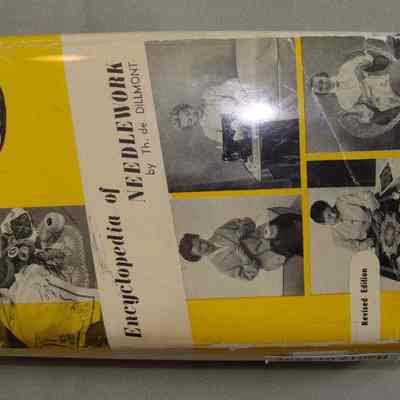 Encyclopedia of
NEEDLEWORK
by Th. de DILLMONT
Revised Edition